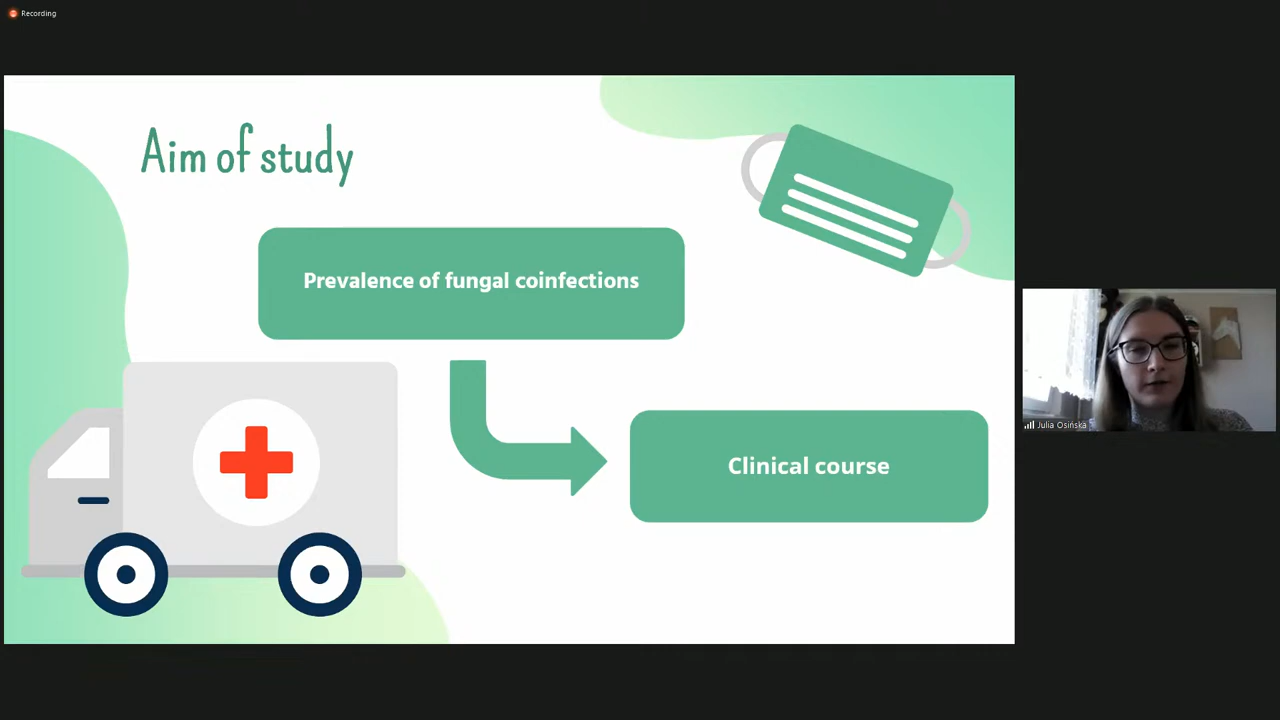 Recording
Aim of study
Prevalence of fungal coinfections
Clinical course
Julia Osińska